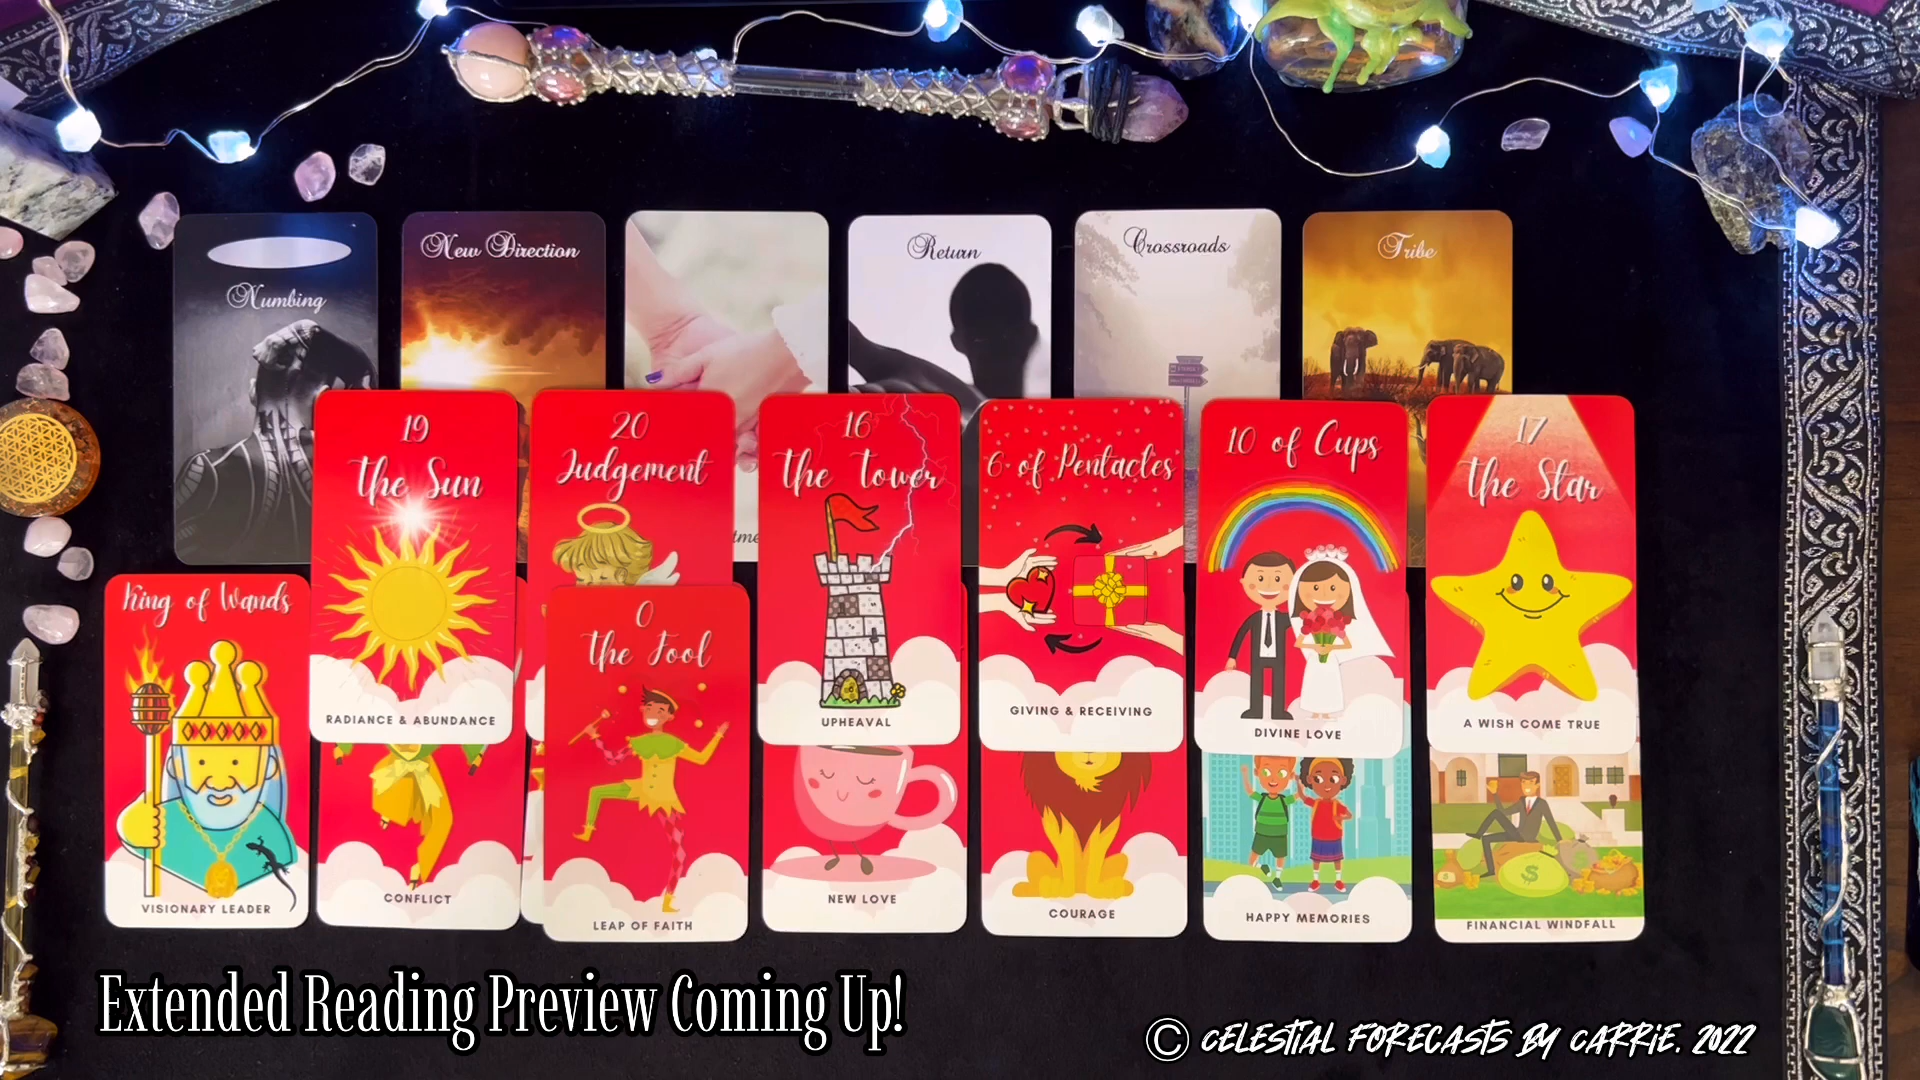 Numbing
New Direction
Return
Crossroads
Tribe
19
the Sun
RADIANCE & ABUNDANCE
20
Judgement
16
the Tower
UPHEAVAL
6 of Pentacles
GIVING & RECEIVING
10 of Cups
DIVINE LOVE
17
the Star
A WISH COME TRUE
King of Wands
VISIONARY LEADER
CONFLICT
0
the Fool
LEAP OF FAITH
NEW LOVE
COURAGE
HAPPY MEMORIES
$
FINANCIAL WINDFALL
Extended Reading Preview Coming Up!
© CELESTIAL FORECASTS BY CARRIE. 2022